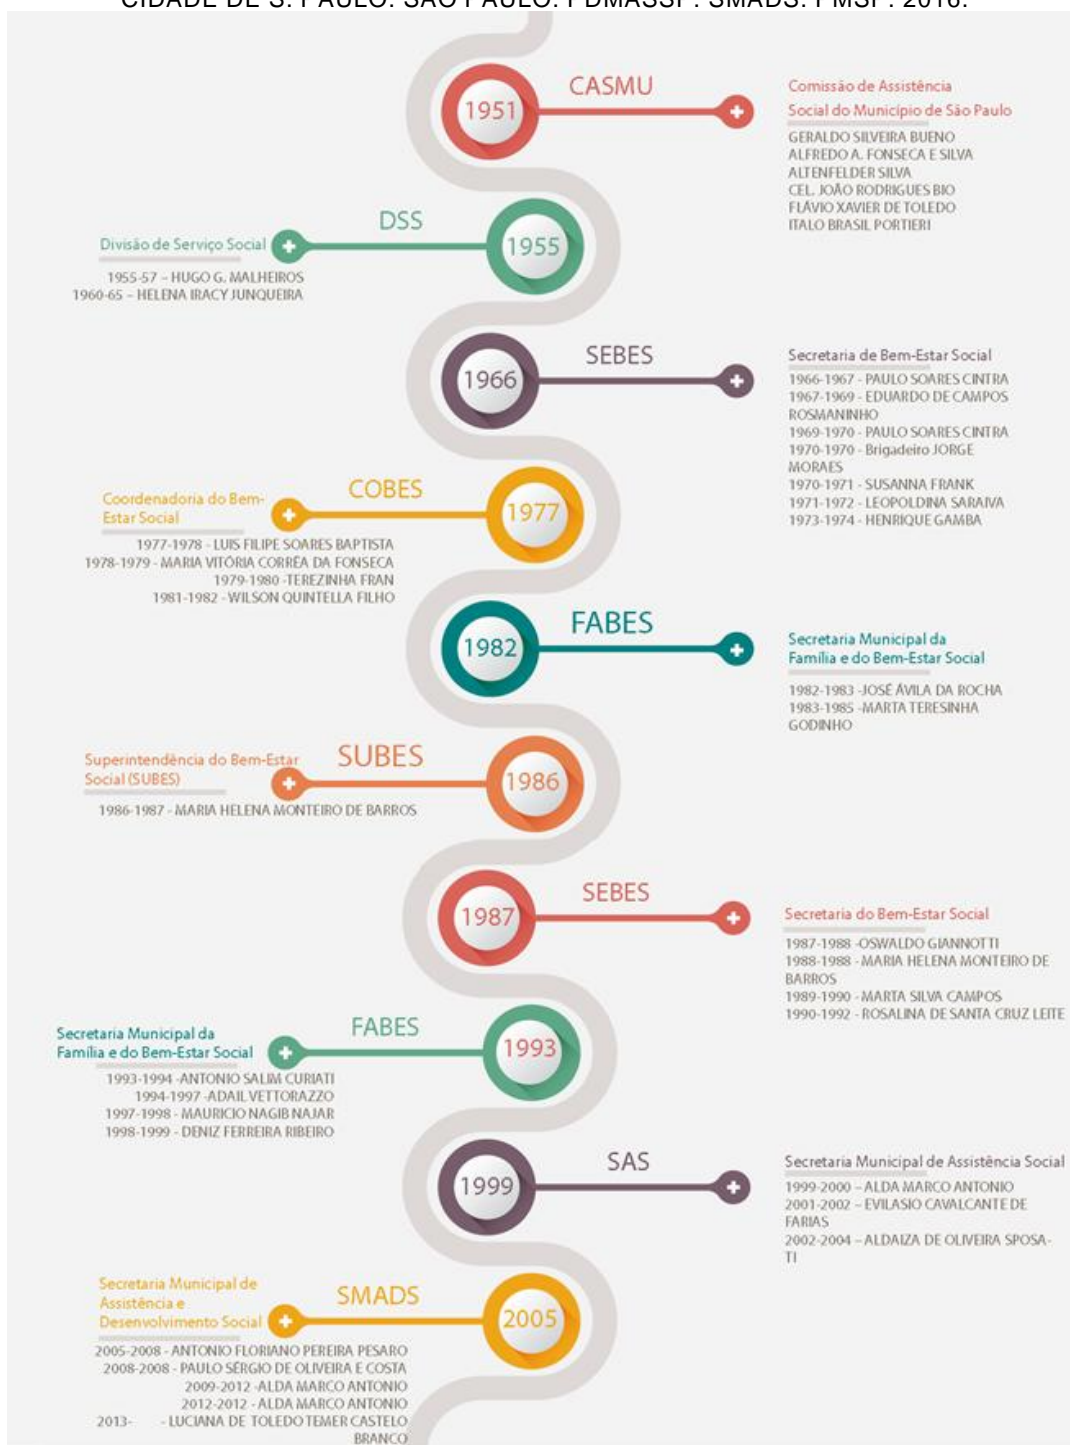 CIDADE DE S. PAULO. SÃO PAULO: PDMASSP: SMADS: PMSP: 2016.
1951
CASMU
Comissão de Assistência
Social do Município de São Paulo
GERALDO SILVEIRA BUENO
ALFREDO A. FONSECA E SILVA
ALTENFELDER SILVA
CEL. JOÃO RODRIGUES BIO
FLÁVIO XAVIER DE TOLEDO
ITALO BRASIL PORTIERI
DSS
1955
Divisão de Serviço Social
1955-57 – HUGO G. MALHEIROS
1960-65 – HELENA IRACY JUNQUEIRA
1966
SEBES
Secretaria de Bem-Estar Social
1966-1967 - PAULO SOARES CINTRA
1967-1969 - EDUARDO DE CAMPOS
ROSMANINHO
1969-1970 - PAULO SOARES CINTRA
1970-1970 - Brigadeiro JORGE
MORAES
1970-1971 - SUSANNA FRANK
1971-1972 - LEOPOLDINA SARAIVA
1973-1974 - HENRIQUE GAMBA
COBES
1977
Coordenadoria do Bem-
Estar Social
1977-1978 - LUIS FILIPE SOARES BAPTISTA
1978-1979 - MARIA VITÓRIA CORRÊA DA FONSECA
1979-1980 -TEREZINHA FRAN
1981-1982 - WILSON QUINTELLA FILHO
1982
FABES
Secretaria Municipal da
Família e do Bem-Estar Social
1982-1983 -JOSÉ ÁVILA DA ROCHA
1983-1985 -MARTA TERESINHA
GODINHO
SUBES
1986
Superintendência do Bem-Estar
Social (SUBES)
1986-1987 - MARIA HELENA MONTEIRO DE BARROS
1987
SEBES
Secretaria do Bem-Estar Social
1987-1988 -OSWALDO GIANNOTTI
1988-1988 - MARIA HELENA MONTEIRO DE
BARROS
1989-1990 - MARTA SILVA CAMPOS
1990-1992 - ROSALINA DE SANTA CRUZ LEITE
FABES
1993
Secretaria Municipal da
Família e do Bem-Estar Social
1993-1994 -ANTONIO SALIM CURIATI
1994-1997 -ADAIL VETTORAZZO
1997-1998 - MAURICIO NAGIB NAJAR
1998-1999 - DENIZ FERREIRA RIBEIRO
1999
SAS
Secretaria Municipal de Assistência Social
1999-2000 – ALDA MARCO ANTONIO
2001-2002 – EVILASIO CAVALCANTE DE
FARIAS
2002-2004 – ALDAIZA DE OLIVEIRA SPOSA-
TI
SMADS
2005
Secretaria Municipal de
Assistência e
Desenvolvimento Social
2005-2008 - ANTONIO FLORIANO PEREIRA PESARO
2008-2008 - PAULO SÉRGIO DE OLIVEIRA E COSTA
2009-2012 -ALDA MARCO ANTONIO
2012-2012 - ALDA MARCO ANTONIO
2013- - LUCIANA DE TOLEDO TEMER CASTELO
BRANCO